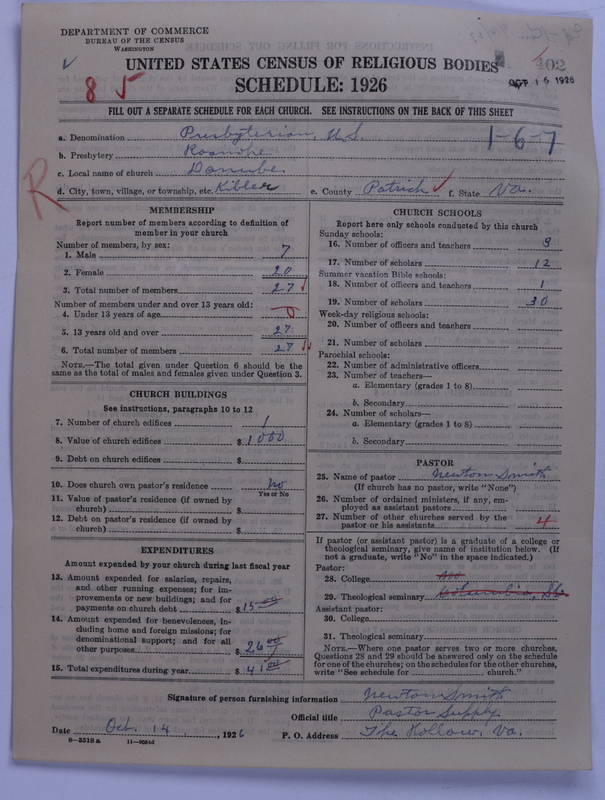 DEPARTMENT OF COMMERCE
BUREAU OF THE CENSUS
WASHINGTON
UNITED STATES CENSUS OF RELIGIOUS BODIES
402
OCT 16 1926
8 5
SCHEDULE: 1926
FILL OUT A SEPARATE SCHEDULE FOR EACH CHURCH. SEE INSTRUCTIONS ON THE BACK OF THIS SHEET
a. Denomination Presbyterian, U.S. 1-6-7
b. Presbytery Roanoke
c. Local name of church Danube
R
d. City, town, village, or township, etc. Kibler e. County Patrick f. State Va.
MEMBERSHIP
Report number of members according to definition of
member in your church
Number of members, by sex:
1. Male 7
2. Female 20
3. Total number of members 27
Number of members under and over 13 years old:
4. Under 13 years of age 0
5. 13 years old and over 27
6. Total number of members 27
NOTE.—The total given under Question 6 should be
same as the total of males and females given under Question 3.
CHURCH BUILDINGS
See instructions, paragraphs 10 to 12
7. Number of church edifices 1
8. Value of church edifices $ 1000
9. Debt on church edifices $
10. Does church own pastor's residence No
Yes or No
11. Value of pastor's residence (if owned by
church) $
12. Debt on pastor's residence (if owned by
church) $
EXPENDITURES
Amount expended by your church during last fiscal year
13. Amount expended for salaries, repairs,
and other running expenses; for im-
provements or new buildings; and for
payments on church debt $ 15 00
14. Amount expended for benevolences, in-
cluding home and foreign missions; for
denominational support; and for all
other purposes $ 26 00
15. Total expenditures during year $ 41 00
CHURCH SCHOOLS
Report here only schools conducted by this church
Sunday schools:
16. Number of officers and teachers 3
17. Number of scholars 12
Summer vacation Bible schools:
18. Number of officers and teachers 1
19. Number of scholars 30
Week-day religious schools:
20. Number of officers and teachers
21. Number of scholars
Parochial schools:
22. Number of administrative officers
23. Number of teachers—
a. Elementary (grades 1 to 8)
b. Secondary
24. Number of scholars—
a. Elementary (grades 1 to 8)
b. Secondary
PASTOR
25. Name of pastor Newton Smith
(If church has no pastor, write "None")
26. Number of ordained ministers, if any, em-
ployed as assistant pastors
27. Number of other churches served by the
pastor or his assistants 4
If pastor (or assistant pastor) is a graduate of a college or
theological seminary, give name of institution below. (If
not a graduate, write "No" in the space indicated.)
Pastor:
28. College No
29. Theological seminary Columbia, SC
Assistant pastor:
30. College
31. Theological seminary
NOTE.—Where one pastor serves two or more churches,
Questions 28 and 29 should be answered only on the schedule
for one of the churches; on the schedules for the other churches,
write "See schedule for church."
Signature of person furnishing information Newton Smith
Official title Pastor Supply
Date Oct. 14, 1926 P. O. Address The Hollow, Va.
8—5518a 11—9034d